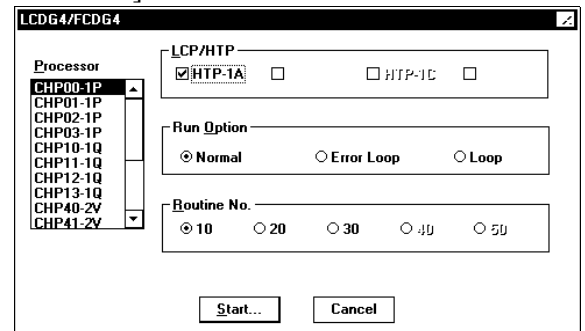 LCDG4/FCDG4
Processor
CHP00-1P
CHP01-1P
CHP02-1P
CHP03-1P
CHP10-1Q
CHP11-1Q
CHP12-1Q
CHP13-1Q
CHP40-2V
CHP41-2V
LCP/HTP
HTP-1A HTP-1C
Run Option
Normal Error Loop Loop
Routine No.
10 20 30 40 50
Start... Cancel